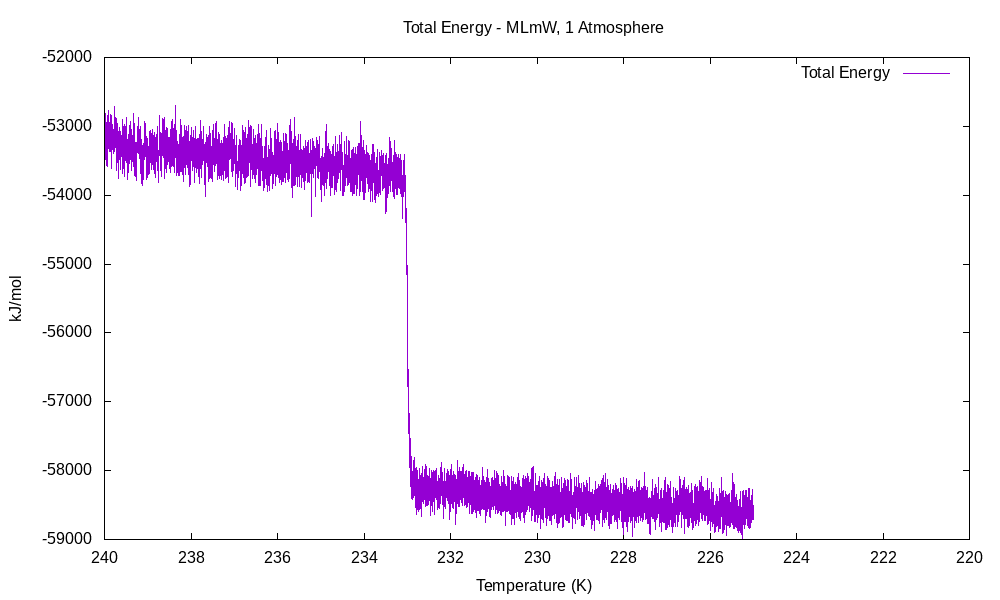 Total Energy - MLmW, 1 Atmosphere
Total Energy
-52000
-53000
-54000
-55000
-56000
-57000
-58000
-59000
kJ/mol
240 238 236 234 232 230 228 226 224 222 220
Temperature (K)